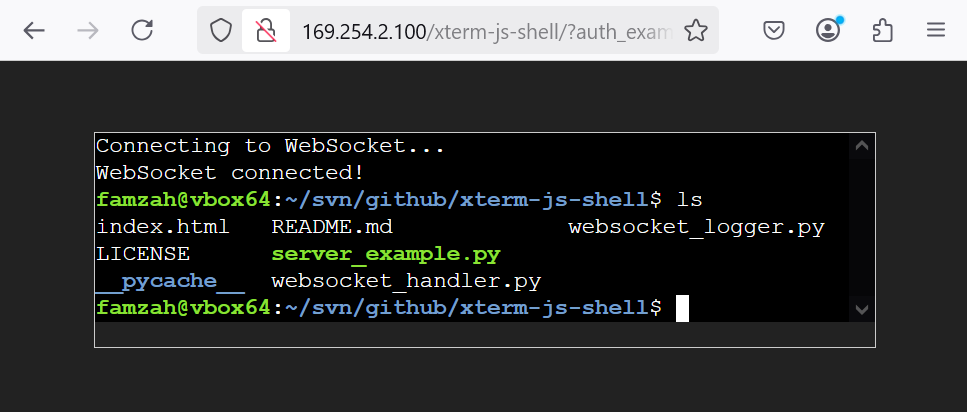 169.254.2.100/xterm-js-shell/?auth_exam
Connecting to WebSocket...
WebSocket connected!
famzah@vbox64:~/svn/github/xterm-js-shell$ ls
index.html   README.md             websocket_logger.py
LICENSE      server_example.py
__pycache__  websocket_handler.py
famzah@vbox64:~/svn/github/xterm-js-shell$